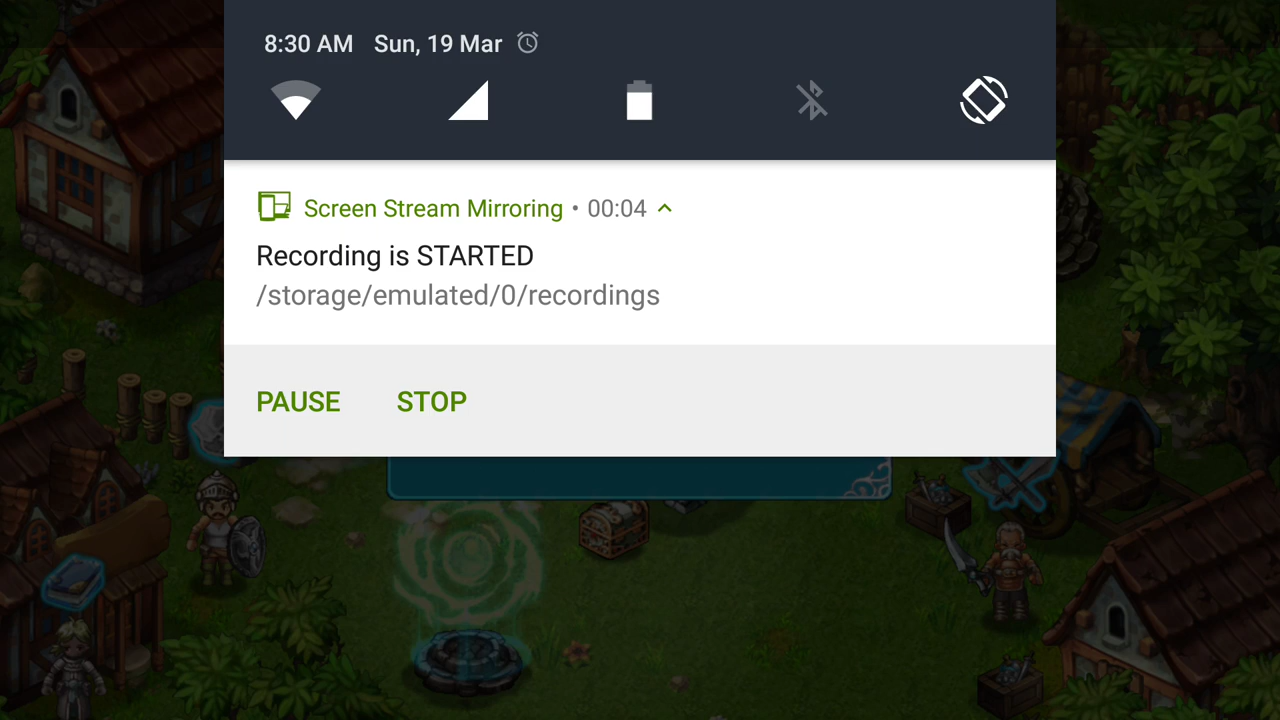 8:30 AM Sun, 19 Mar
Screen Stream Mirroring • 00:04
Recording is STARTED
/storage/emulated/0/recordings
PAUSE STOP